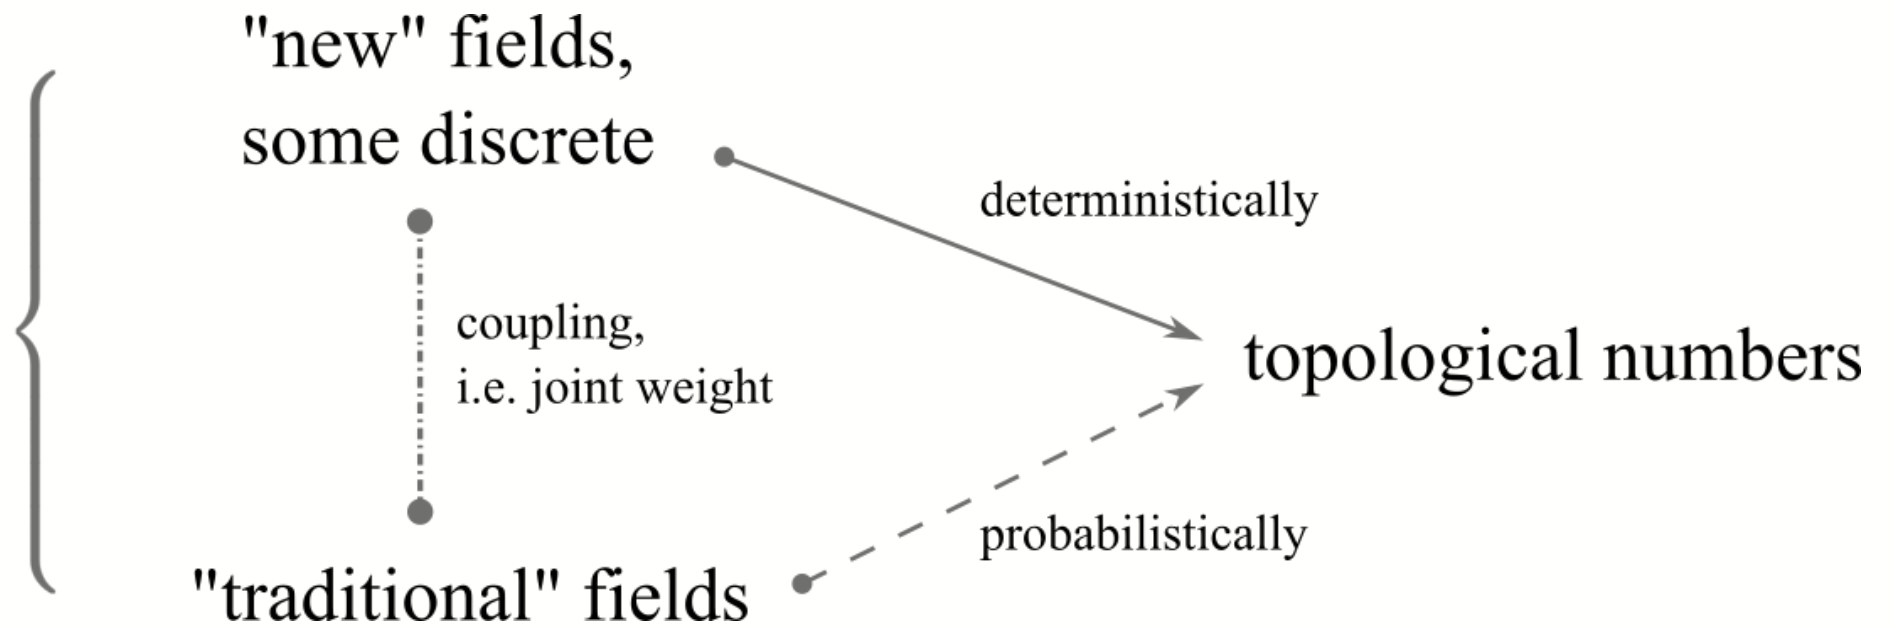 "new" fields,
some discrete
deterministically
coupling,
i.e. joint weight
topological numbers
probabilistically
"traditional" fields